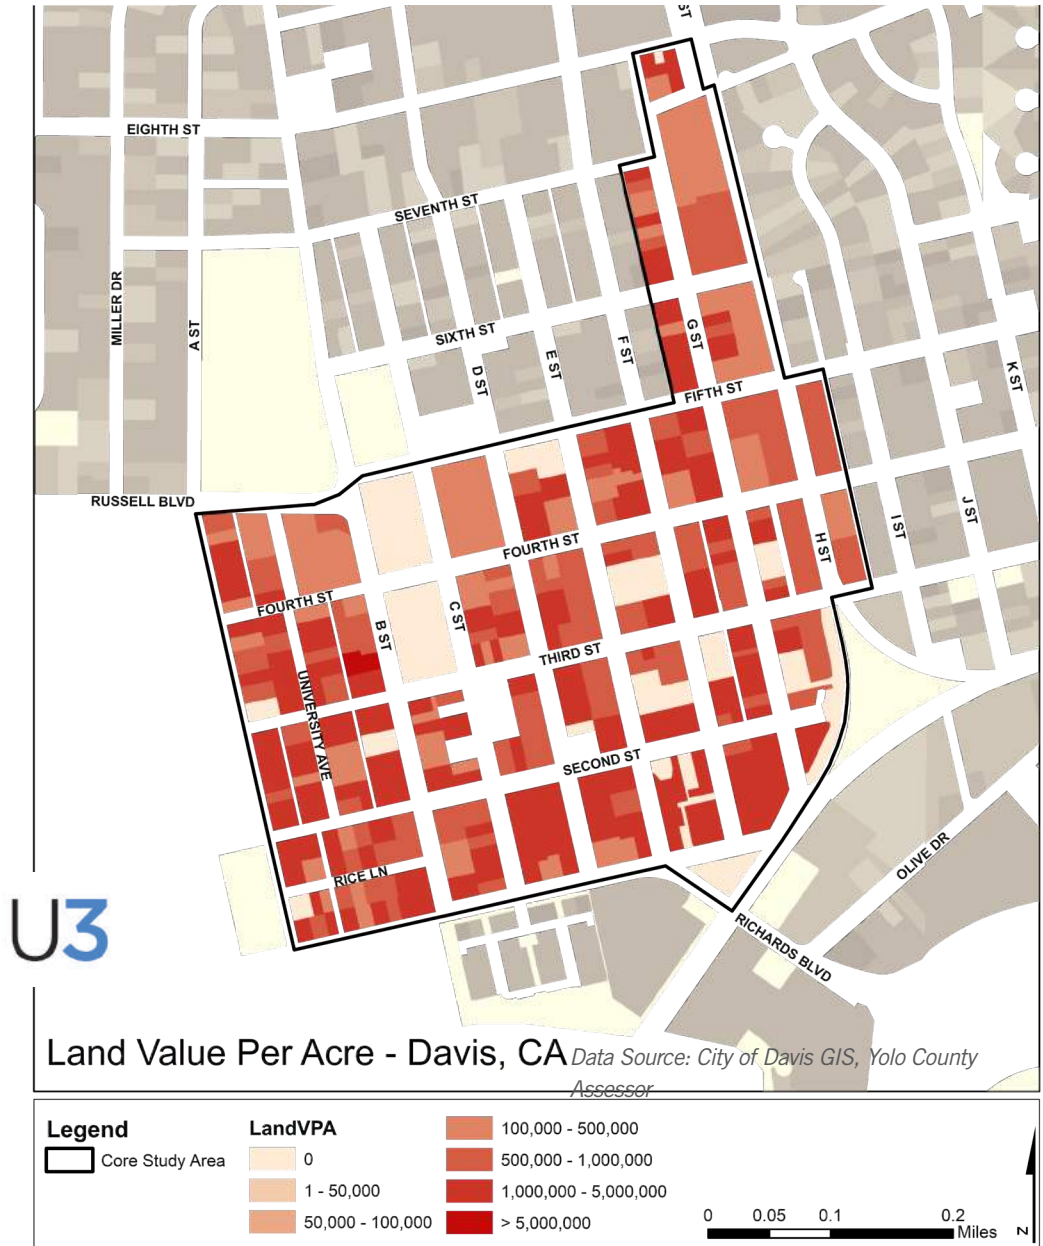 ST
EIGHTH ST
SEVENTH ST
MILLER DR
A ST
SIXTH ST
D ST
E ST
F ST
G ST
K ST
FIFTH ST
RUSSELL BLVD
J ST
I ST
H ST
FOURTH ST
FOURTH ST
C ST
B ST
THIRD ST
UNIVERSITY AVE
SECOND ST
OLIVE DR
RICE LN
U3
RICHARDS BLVD
Land Value Per Acre - Davis, CA
Data Source: City of Davis GIS, Yolo County
Assessor
Legend
Core Study Area
LandVPA
0
1 - 50,000
50,000 - 100,000
100,000 - 500,000
500,000 - 1,000,000
1,000,000 - 5,000,000
> 5,000,000
0 0.05 0.1 0.2
Miles
N